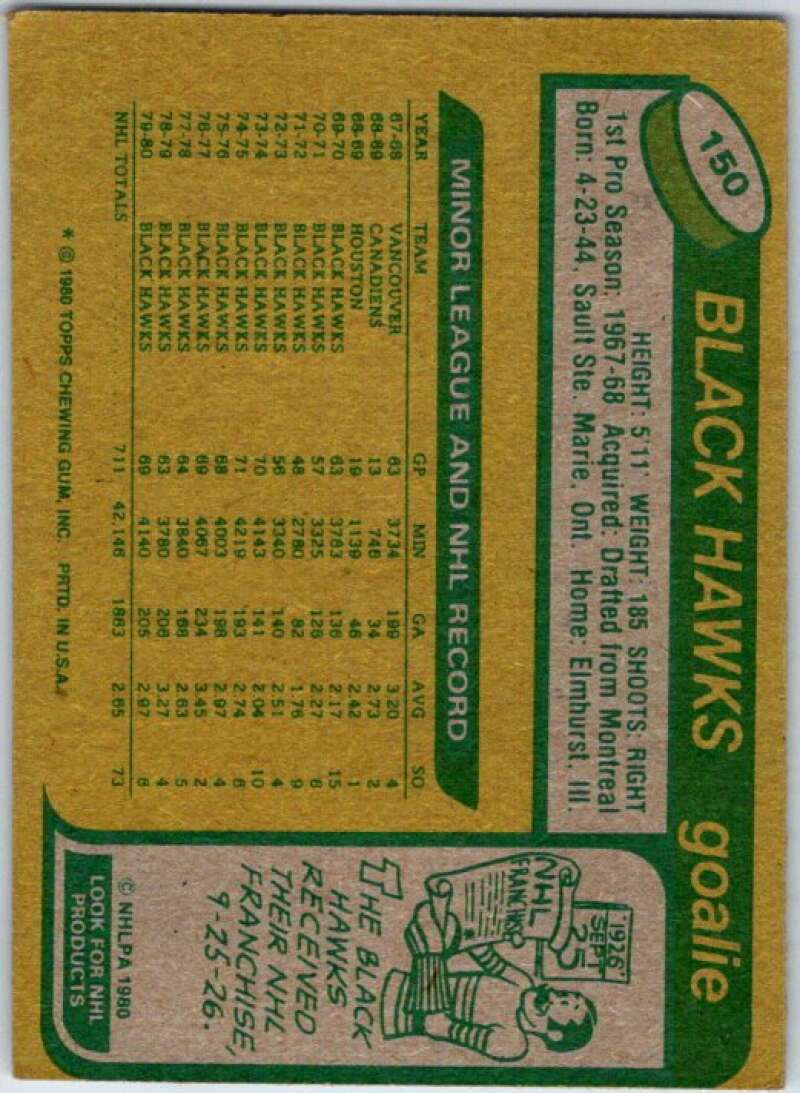 150
BLACK HAWKS goalie
HEIGHT: 5'11' WEIGHT: 185 SHOOTS: RIGHT
1st Pro Season: 1967-68 Acquired: Drafted from Montreal
Born: 4-23-44, Sault Ste. Marie, Ont. Home: Elmhurst, Ill.
MINOR LEAGUE AND NHL RECORD
YEAR TEAM GP MIN GA AVG SO
67-68 VANCOUVER 63 3734 199 3.20 4
68-69 CANADIENS 13 746 34 2.73 2
68-69 HOUSTON 19 1139 46 2.42 1
69-70 BLACK HAWKS 63 3763 136 2.17 15
70-71 BLACK HAWKS 57 3325 126 2.27 6
71-72 BLACK HAWKS 48 2780 82 1.76 9
72-73 BLACK HAWKS 56 3340 140 2.51 4
73-74 BLACK HAWKS 70 4143 141 2.04 10
74-75 BLACK HAWKS 71 4219 193 2.74 6
75-76 BLACK HAWKS 68 4003 198 2.97 4
76-77 BLACK HAWKS 69 4067 234 3.45 2
77-78 BLACK HAWKS 64 3840 168 2.63 5
78-79 BLACK HAWKS 63 3780 206 3.27 4
79-80 BLACK HAWKS 69 4140 205 2.97 6
NHL TOTALS 711 42,146 1863 2.65 73
* © 1980 TOPPS CHEWING GUM, INC. PRTD. IN U.S.A.
1926
SEPT
25
NHL
FRANCHISE
THE BLACK
HAWKS
RECEIVED
THEIR NHL
FRANCHISE,
9-25-26.
© NHLPA 1980
LOOK FOR NHL
PRODUCTS